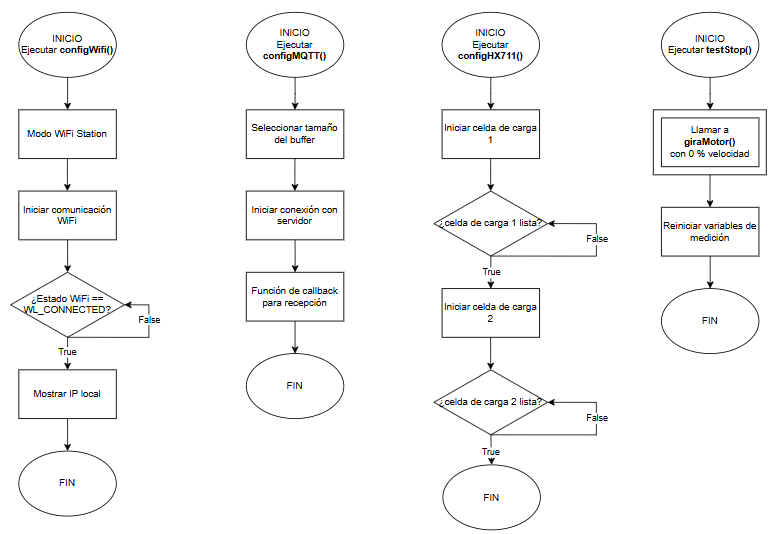 INICIO
Ejecutar configWifi()
Modo WiFi Station
Iniciar comunicación
WiFi
¿Estado WiFi ==
WL_CONNECTED?
False
True
Mostrar IP local
FIN
INICIO
Ejecutar
configMQTT()
Seleccionar tamaño
del buffer
Iniciar conexión con
servidor
Función de callback
para recepción
FIN
INICIO
Ejecutar
configHX711()
Iniciar celda de carga
1
¿celda de carga 1 lista?
False
True
Iniciar celda de carga
2
¿celda de carga 2 lista?
False
True
FIN
INICIO
Ejecutar testStop()
Llamar a
giraMotor()
con 0 % velocidad
Reiniciar variables de
medición
FIN